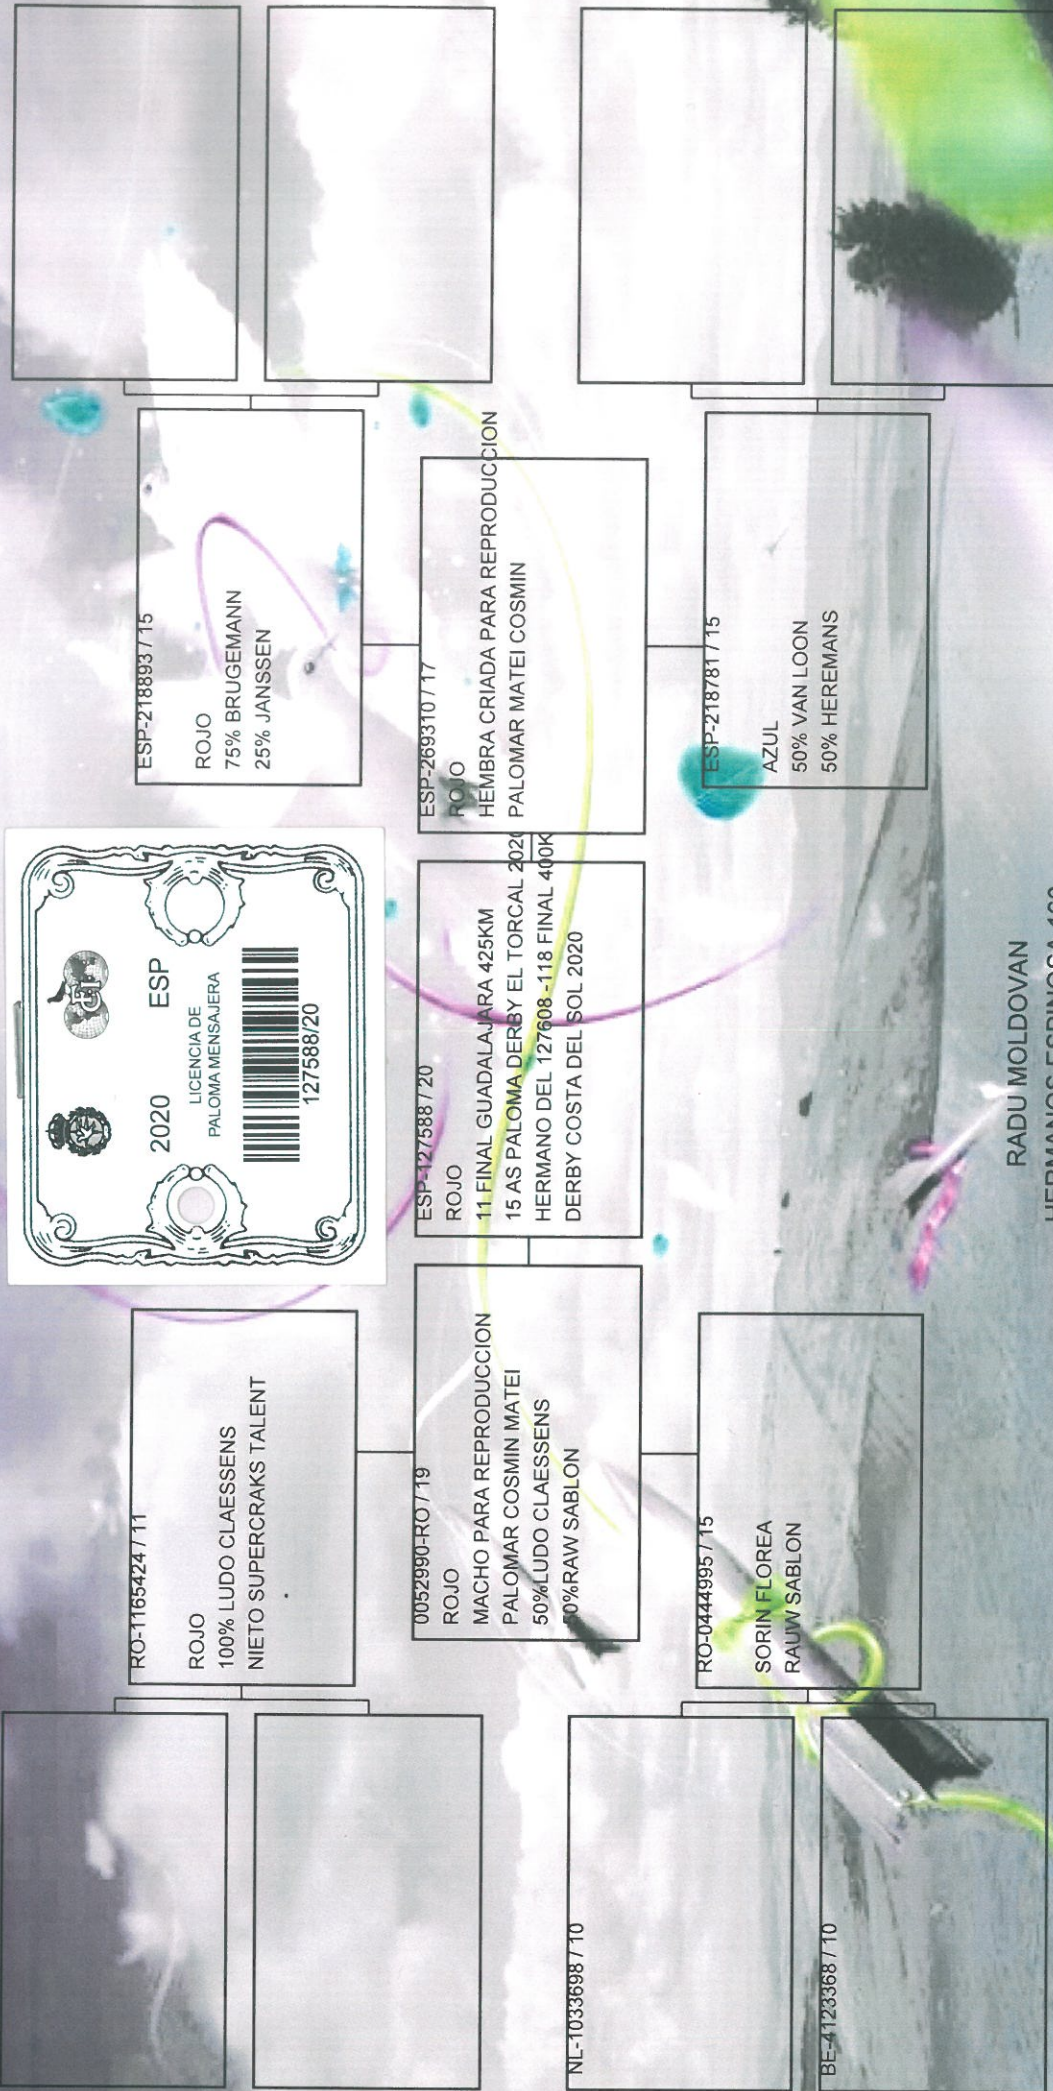 RO-1165424 / 11
ROJO
100% LUDO CLAESSENS
NIETO SUPERCRAKS TALENT
2020 ESP
LICENCIA DE
PALOMA MENSAJERA
127588/20
ESP-218893 / 15
ROJO
75% BRUGEMANN
25% JANSSEN
0052990-RO / 19
ROJO
MACHO PARA REPRODUCCION
PALOMAR COSMIN MATEI
50%LUDO CLAESSENS
50%RAW SABLON
ESP-127588 / 20
ROJO
11 FINAL GUADALAJARA 425KM
15 AS PALOMA DERBY EL TORCAL 2020
HERMANO DEL 127608 -118 FINAL 400K
DERBY COSTA DEL SOL 2020
ESP-269310 / 17
ROJO
HEMBRA CRIADA PARA REPRODUCCION
PALOMAR MATEI COSMIN
NL-1033698 / 10
RO-0444995 / 15
SORIN FLOREA
RAUW SABLON
ESP-218781 / 15
AZUL
50% VAN LOON
50% HEREMANS
BE-4123368 / 10
RADU MOLDOVAN
HERMANOS ESPINOSA